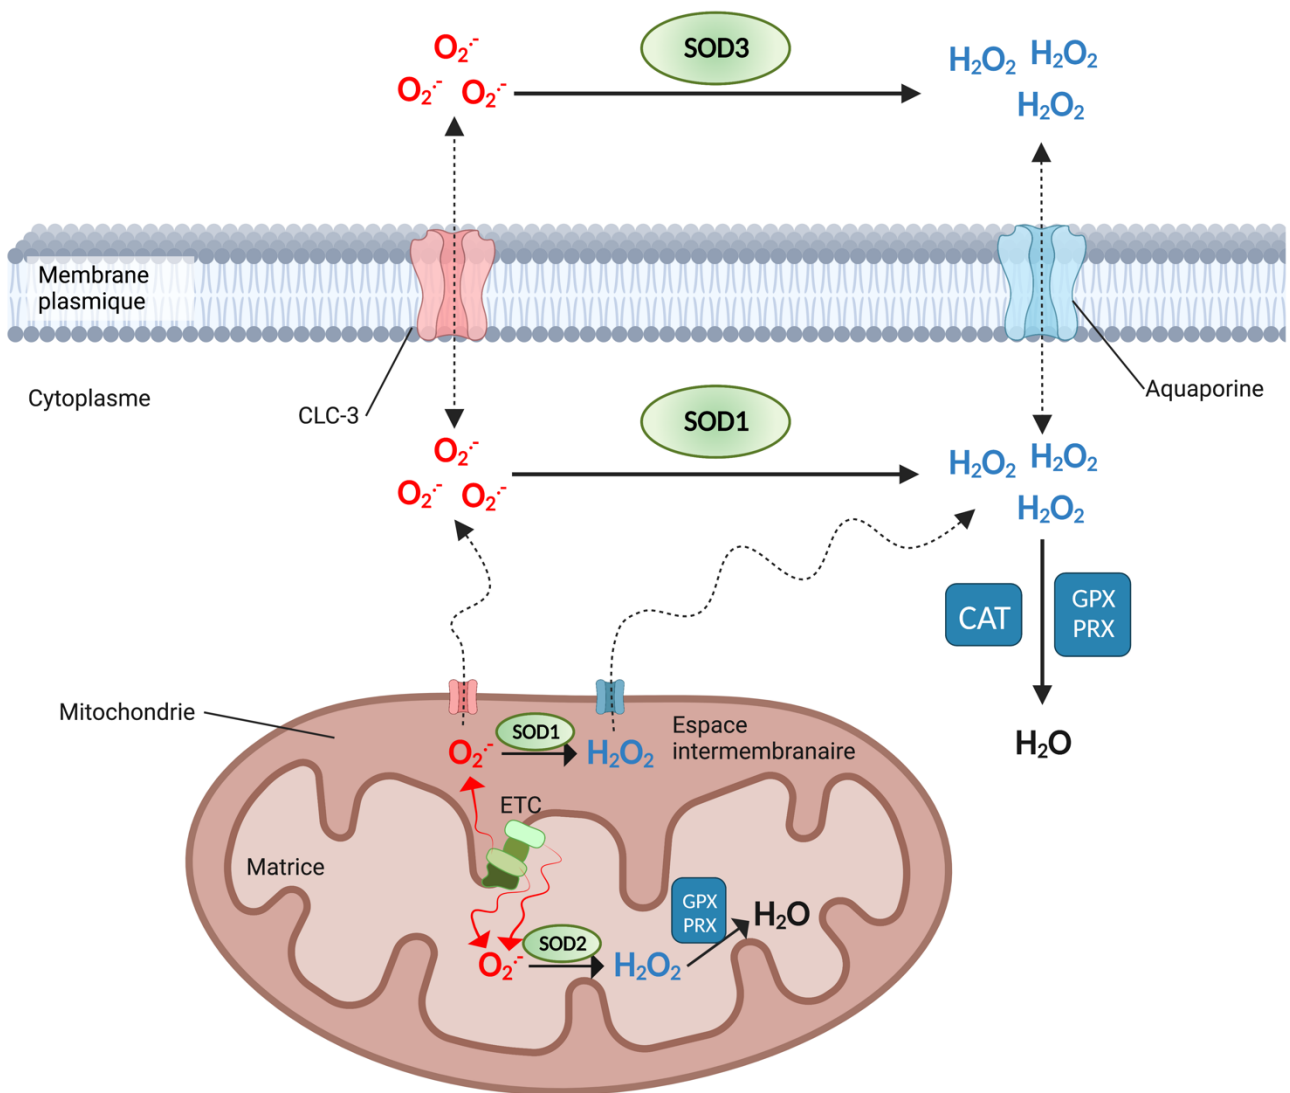 O₂·⁻
SOD3
H₂O₂ H₂O₂
O₂·⁻ O₂·⁻
H₂O₂
Membrane
plasmique
Cytoplasme
CLC-3
SOD1
Aquaporine
O₂·⁻
H₂O₂ H₂O₂
O₂·⁻ O₂·⁻
H₂O₂
CAT
GPX
PRX
H₂O
Mitochondrie
O₂·⁻
SOD1
H₂O₂
Espace
intermembranaire
ETC
Matrice
GPX
PRX
H₂O
O₂·⁻
SOD2
H₂O₂